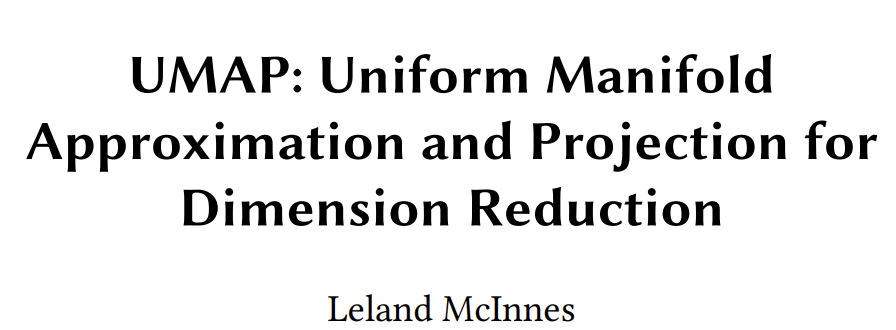 UMAP: Uniform Manifold
Approximation and Projection for
Dimension Reduction
Leland McInnes